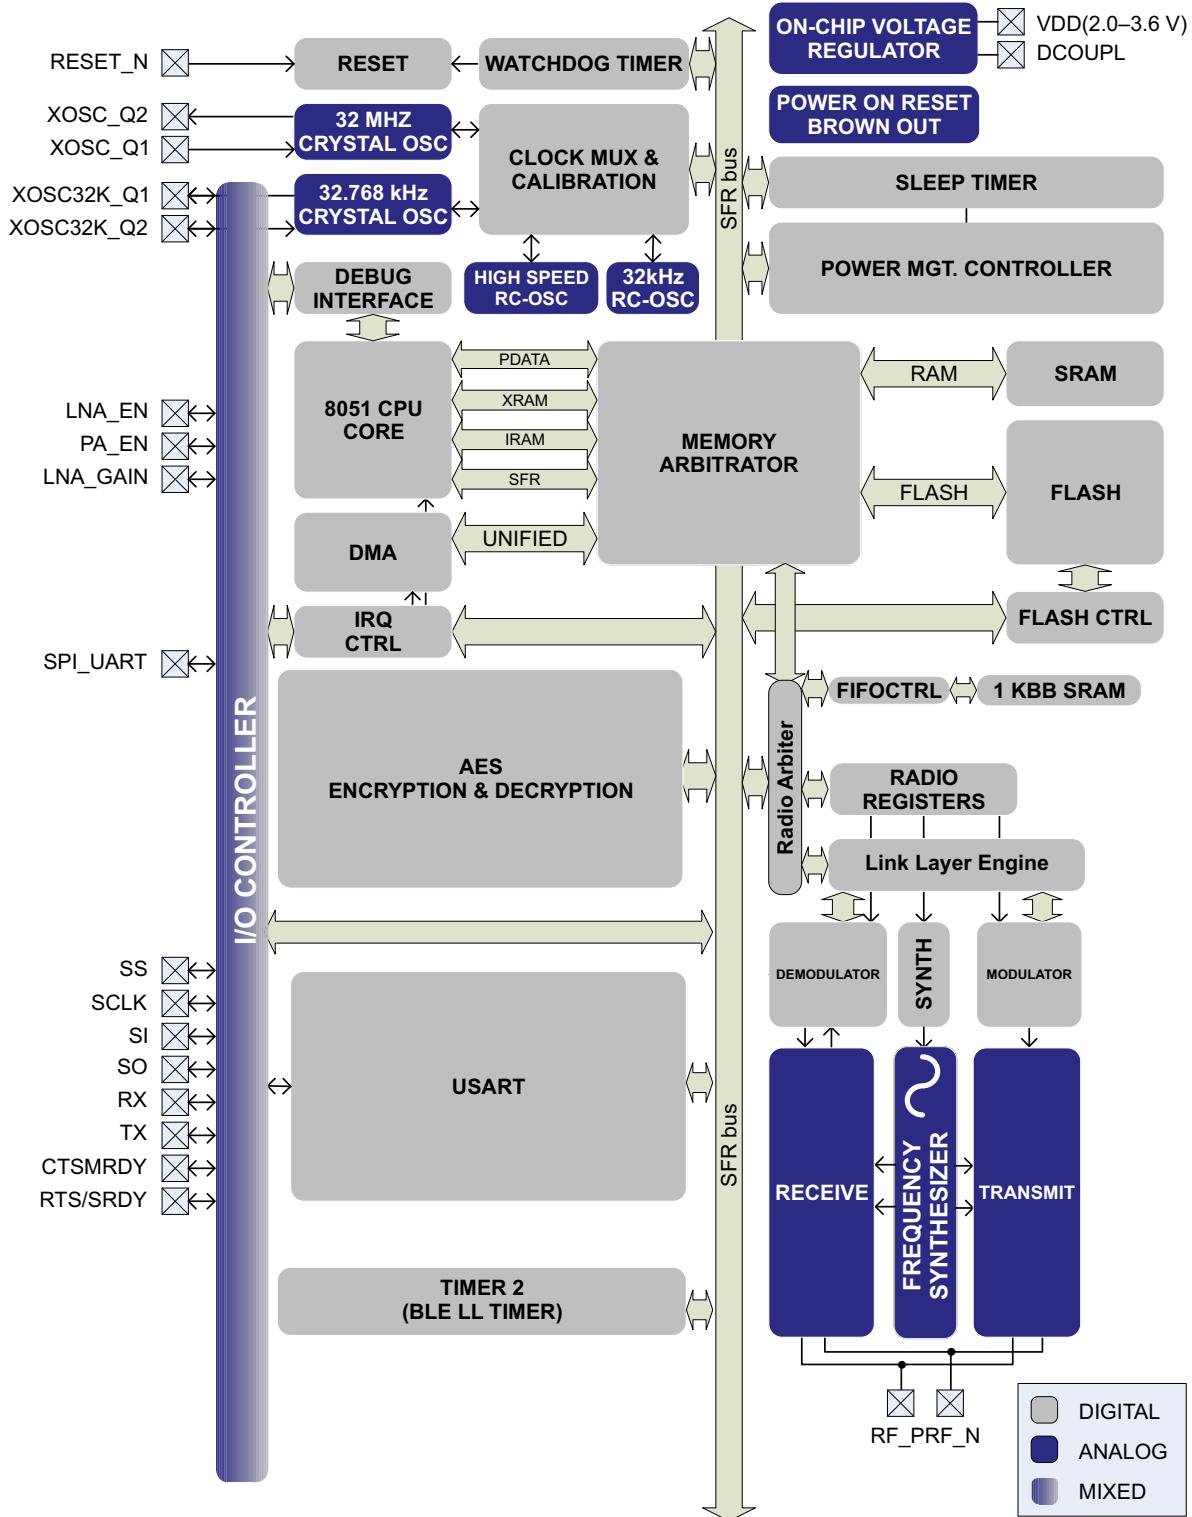 RESET_N
RESET
WATCHDOG TIMER
ON-CHIP VOLTAGE
REGULATOR
VDD(2.0–3.6 V)
DCOUPL
XOSC_Q2
XOSC_Q1
32 MHZ
CRYSTAL OSC
CLOCK MUX &
CALIBRATION
POWER ON RESET
BROWN OUT
SFR bus
SLEEP TIMER
XOSC32K_Q1
XOSC32K_Q2
32.768 kHz
CRYSTAL OSC
POWER MGT. CONTROLLER
DEBUG
INTERFACE
HIGH SPEED
RC-OSC
32kHz
RC-OSC
8051 CPU
CORE
PDATA
XRAM
IRAM
SFR
MEMORY
ARBITRATOR
RAM
SRAM
LNA_EN
PA_EN
LNA_GAIN
FLASH
FLASH
DMA
UNIFIED
IRQ
CTRL
FLASH CTRL
SPI_UART
I/O CONTROLLER
AES
ENCRYPTION & DECRYPTION
Radio Arbiter
FIFOCTRL
1 KBB SRAM
RADIO
REGISTERS
Link Layer Engine
SS
SCLK
SI
SO
RX
TX
CTSMRDY
RTS/SRDY
USART
SFR bus
DEMODULATOR
SYNTH
MODULATOR
RECEIVE
FREQUENCY
SYNTHESIZER
TRANSMIT
TIMER 2
(BLE LL TIMER)
RF_P
RF_N
DIGITAL
ANALOG
MIXED